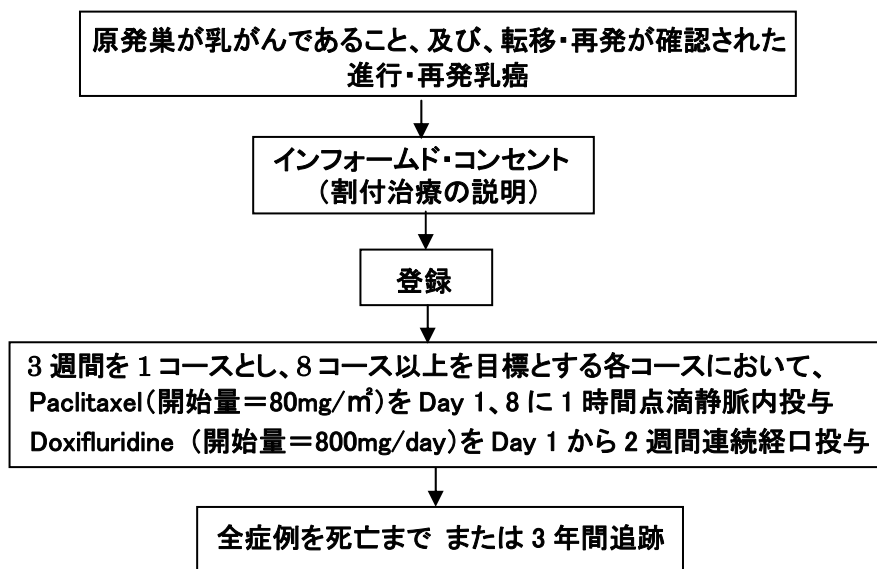 原発巣が乳がんであること、及び、転移・再発が確認された
進行・再発乳癌
インフォームド・コンセント
（割付治療の説明）
登録
3 週間を 1 コースとし、8 コース以上を目標とする各コースにおいて、
Paclitaxel（開始量＝80mg/㎡）を Day 1、8 に 1 時間点滴静脈内投与
Doxifluridine （開始量＝800mg/day）を Day 1 から 2 週間連続経口投与
全症例を死亡まで または 3 年間追跡